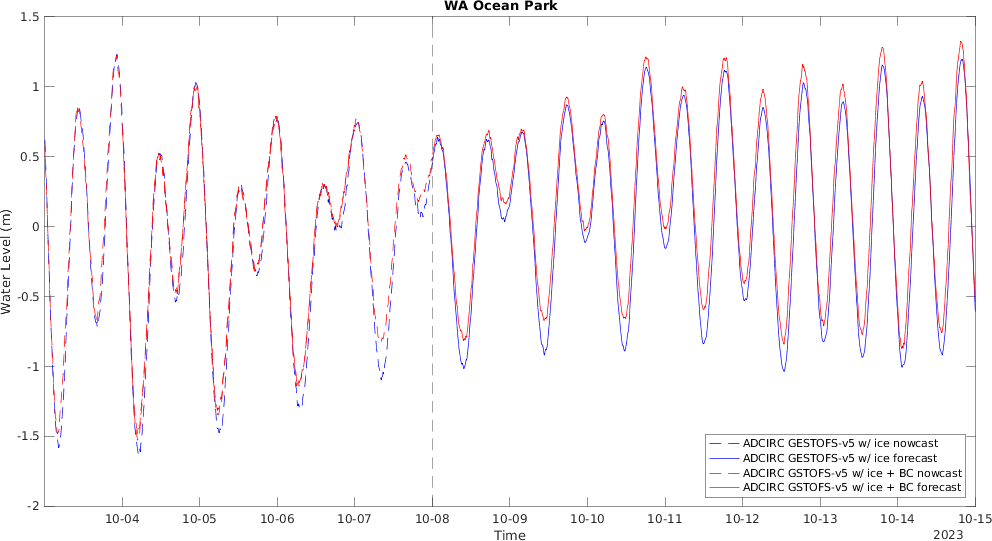 WA Ocean Park
1.5
1
0.5
0
-0.5
-1
-1.5
-2
Water Level (m)
ADCIRC GESTOFS-v5 w/ ice nowcast
ADCIRC GESTOFS-v5 w/ ice forecast
ADCIRC GSTOFS-v5 w/ ice + BC nowcast
ADCIRC GSTOFS-v5 w/ ice + BC forecast
10-04 10-05 10-06 10-07 10-08 10-09 10-10 10-11 10-12 10-13 10-14 10-15
Time
2023